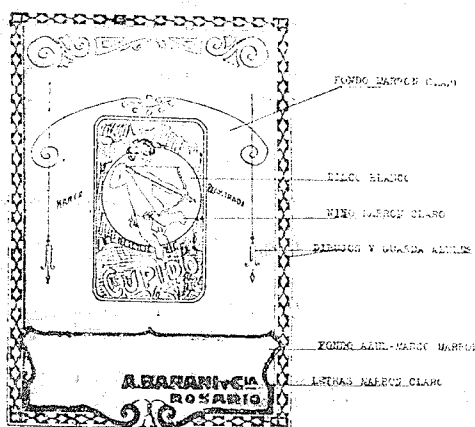 FONDO MARRON CLARO
DISCO BLANCO
MARCA
NIÑO MARRON CLARO
DIBUJOS Y GUARDA AZULES
CUPIDO
FONDO AZUL-MARCO MARRON
A. BARANI Y CIA
LETRAS MARRON CLARO
ROSARIO